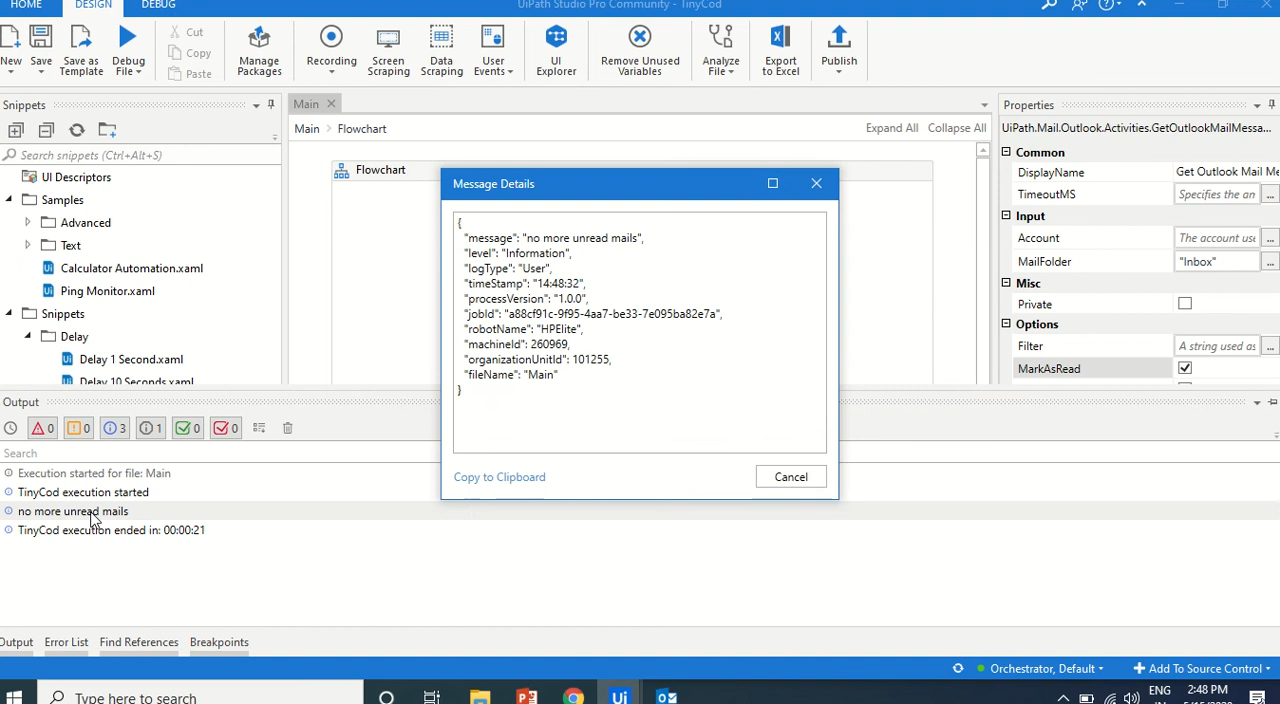 HOME DESIGN DEBUG UiPath Studio Pro Community - TinyCod
New Save Save as Template Debug File Cut Copy Paste Manage Packages Recording Screen Scraping Data Scraping User Events UI Explorer Remove Unused Variables Analyze File Export to Excel Publish
Snippets
Search snippets (Ctrl+Alt+S)
UI Descriptors
Samples
Advanced
Text
Calculator Automation.xaml
Ping Monitor.xaml
Snippets
Delay
Delay 1 Second.xaml
Delay 10 Seconds.xaml
Main
Main > Flowchart Expand All Collapse All
Flowchart
Message Details
{
"message": "no more unread mails",
"level": "Information",
"logType": "User",
"timeStamp": "14:48:32",
"processVersion": "1.0.0",
"jobId": "a88cf91c-9f95-4aa7-be33-7e095ba82e7a",
"robotName": "HPElite",
"machineId": 260969,
"organizationUnitId": 101255,
"fileName": "Main"
}
Copy to Clipboard Cancel
Properties
UiPath.Mail.Outlook.Activities.GetOutlookMailMessa...
Common
DisplayName Get Outlook Mail Me
TimeoutMS Specifies the an ...
Input
Account The account use ...
MailFolder "Inbox" ...
Misc
Private
Options
Filter A string used as ...
MarkAsRead
Output
0 0 3 1 0 0
Search
Execution started for file: Main
TinyCod execution started
no more unread mails
TinyCod execution ended in: 00:00:21
Output Error List Find References Breakpoints
Orchestrator, Default Add To Source Control
Type here to search
ENG 2:48 PM